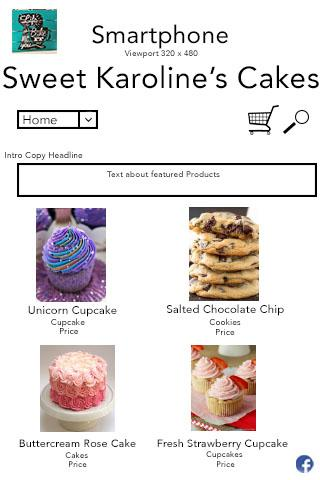 Smartphone
Viewport 320 x 480
Sweet Karoline's Cakes
Home
Intro Copy Headline
Text about featured Products
Unicorn Cupcake
Cupcake
Price
Salted Chocolate Chip
Cookies
Price
Buttercream Rose Cake
Cakes
Price
Fresh Strawberry Cupcake
Cupcakes
Price